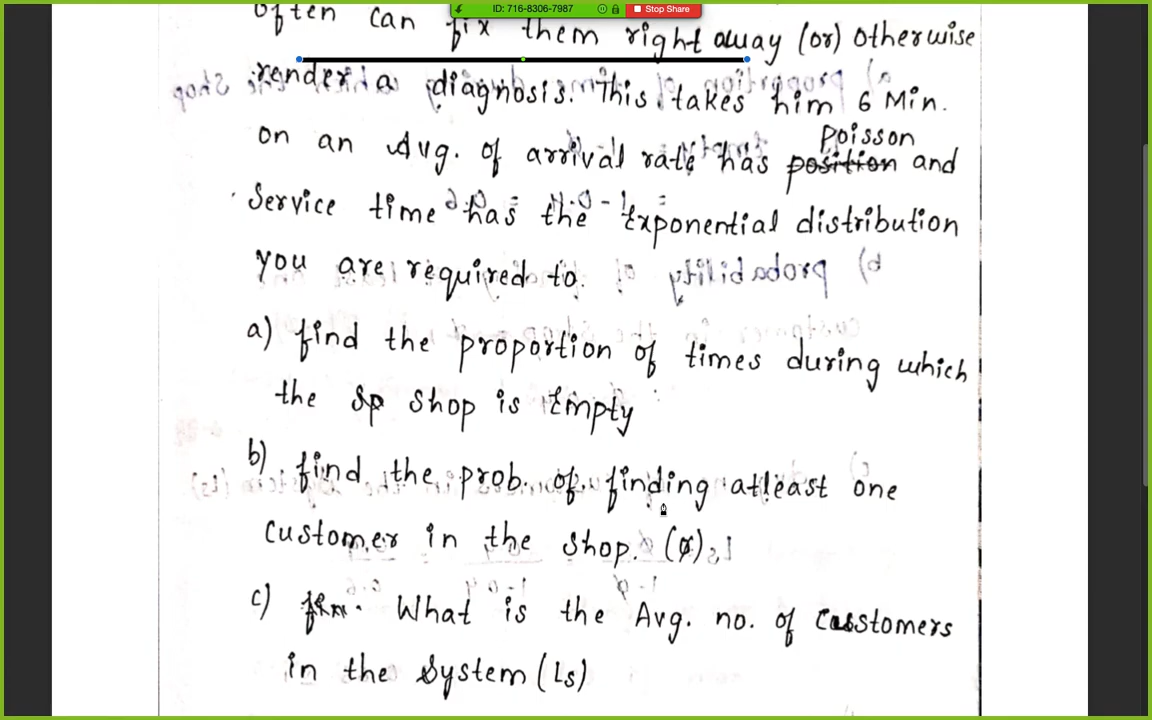 ID: 716-8306-7987 Stop Share
Often can fix them right away (or) otherwise
render a diagnosis. This takes him 6 Min.
Poisson
on an Avg. of arrival rate has position and
Service time has the Exponential distribution
you are required to.
a) find the proportion of times during which
the Sp Shop is Empty
b) find the prob. of finding atleast one
customer in the shop. (φ)
c) What is the Avg. no. of customers
in the System (Ls)